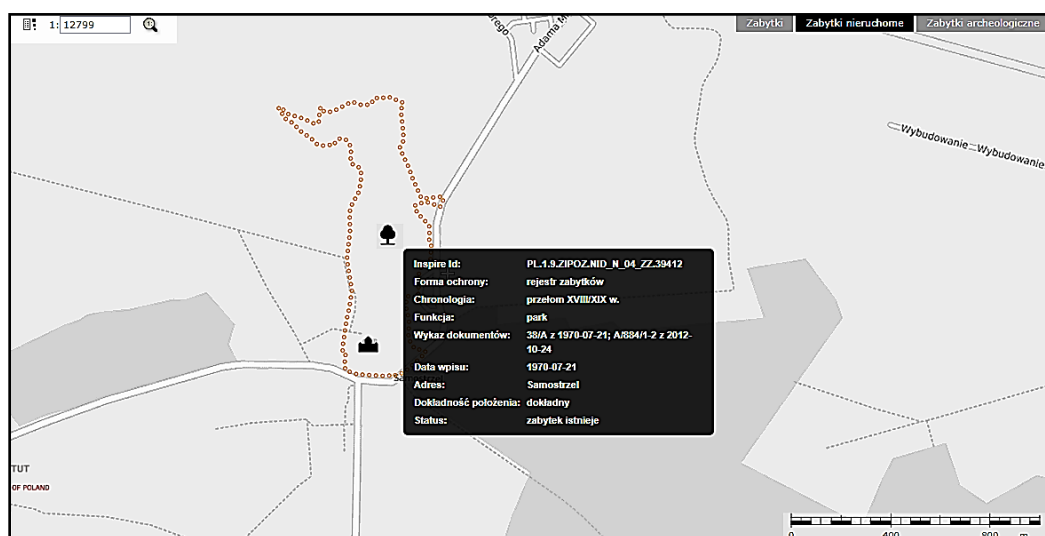 1: 12799
Zabytki Zabytki nieruchome Zabytki archeologiczne
Adama
Wybudowanie Wybudowanie
Inspire Id: PL.1.9.ZIPOZ.NID_N_04_ZZ.39412
Forma ochrony: rejestr zabytków
Chronologia: przełom XVIII/XIX w.
Funkcja: park
Wykaz dokumentów: 38/A z 1970-07-21; A/884/1-2 z 2012-
10-24
Data wpisu: 1970-07-21
Adres: Samostrzel
Dokładność położenia: dokładny
Status: zabytek istnieje
TUT
OF POLAND
0 400 800 m